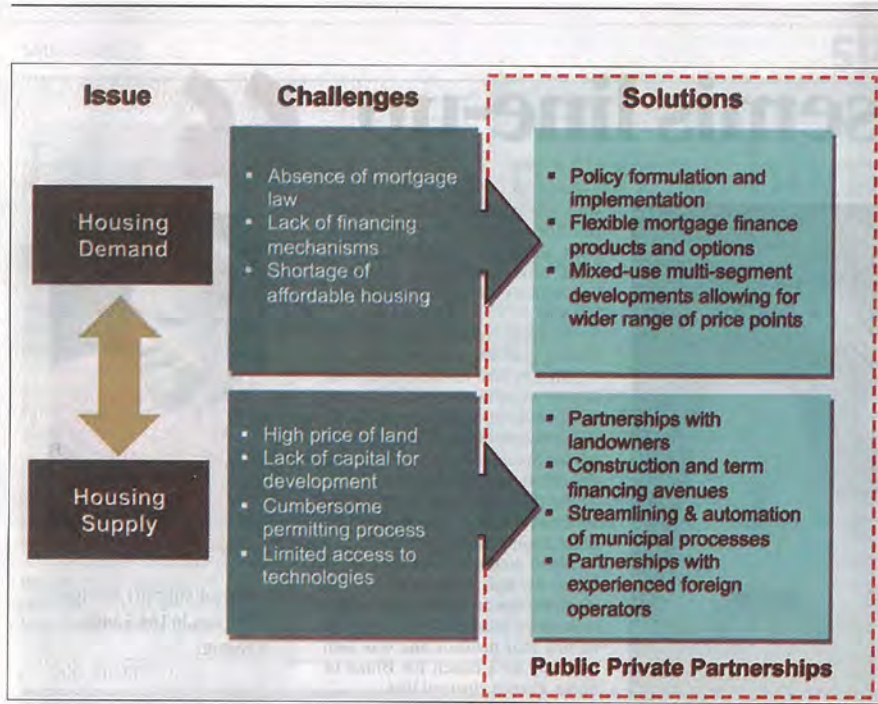 Issue
Challenges
Solutions
Housing
Demand
▪ Absence of mortgage
law
▪ Lack of financing
mechanisms
▪ Shortage of
affordable housing
▪ Policy formulation and
implementation
▪ Flexible mortgage finance
products and options
▪ Mixed-use multi-segment
developments allowing for
wider range of price points
Housing
Supply
▪ High price of land
▪ Lack of capital for
development
▪ Cumbersome
permitting process
▪ Limited access to
technologies
▪ Partnerships with
landowners
▪ Construction and term
financing avenues
▪ Streamlining & automation
of municipal processes
▪ Partnerships with
experienced foreign
operators
Public Private Partnerships